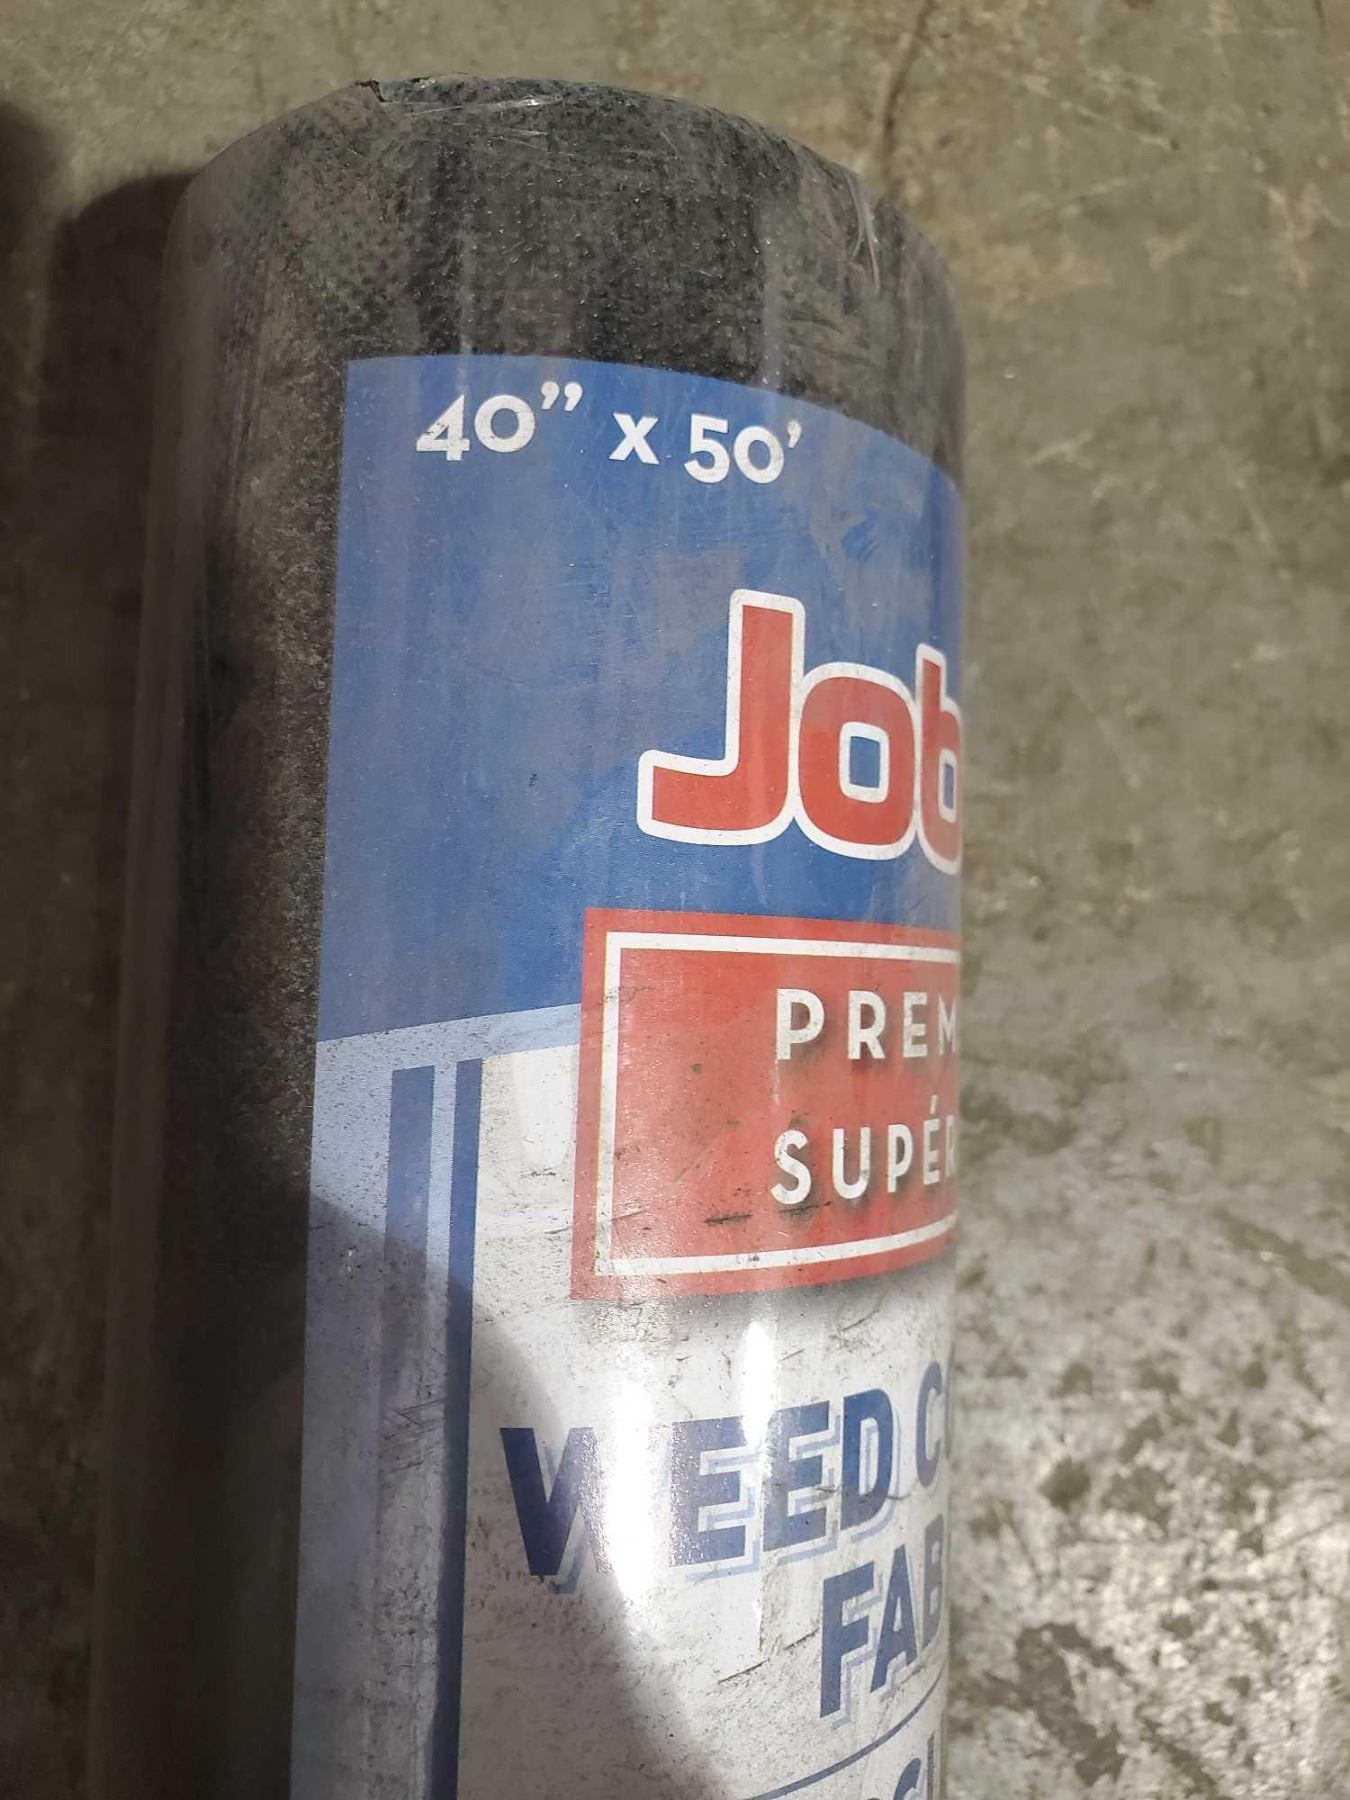 40" x 50'
Job
PREM
SUPÉR
WEED C
FAB